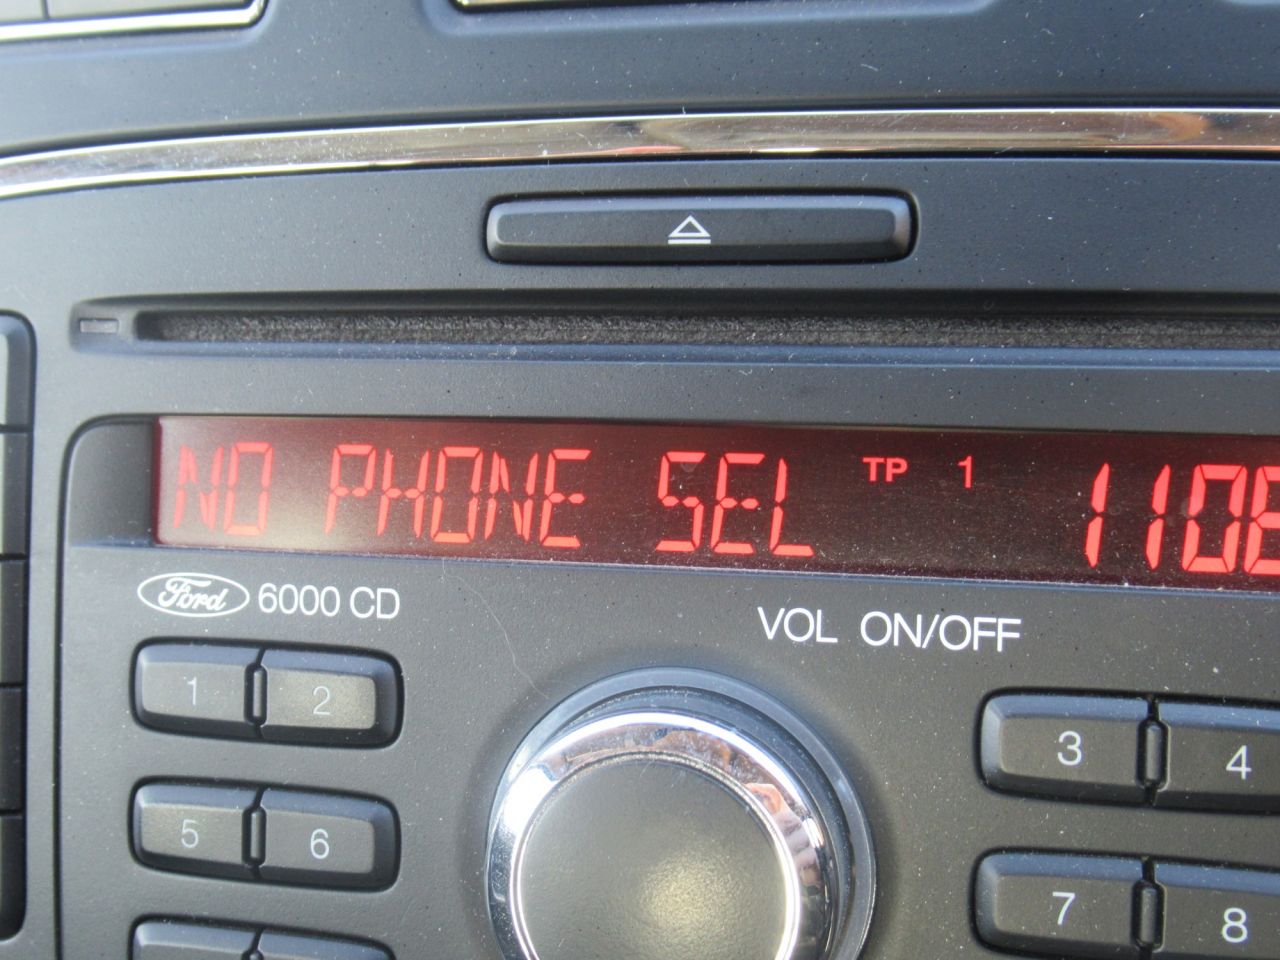 NO PHONE SEL TP 1 1108
Ford 6000 CD
VOL ON/OFF
1 2
3 4
5 6
7 8